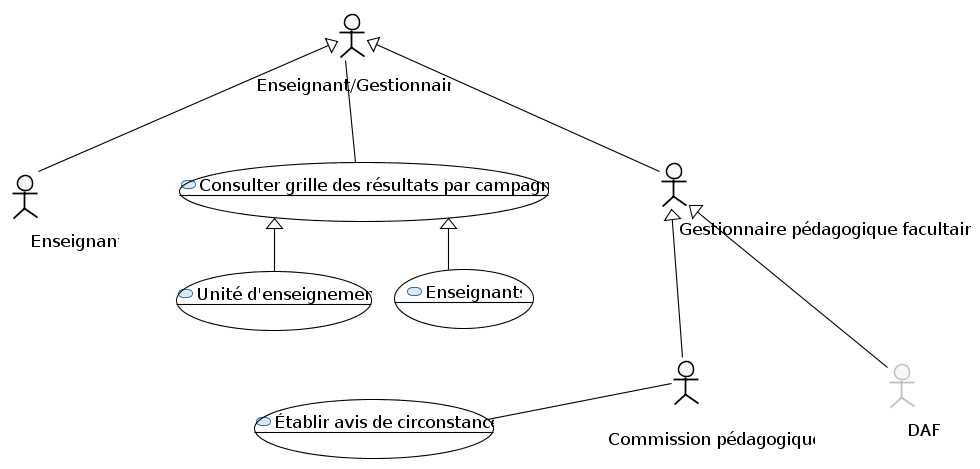 Enseignant/Gestionnair
Consulter grille des résultats par campagn
Enseignan
Gestionnaire pédagogique facultair
Unité d'enseignemen
Enseignants
Établir avis de circonstance
Commission pédagogique
DAF